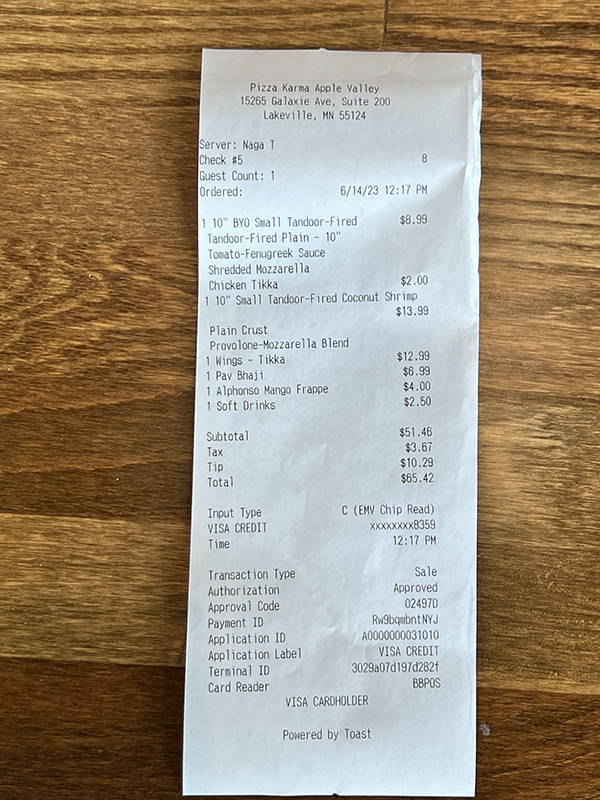 Pizza Karma Apple Valley
15265 Galaxie Ave, Suite 200
Lakeville, MN 55124
Server: Naga T
Check #5 8
Guest Count: 1
Ordered: 6/14/23 12:17 PM
1 10" BYO Small Tandoor-Fired $8.99
Tandoor-Fired Plain - 10"
Tomato-Fenugreek Sauce
Shredded Mozzarella
Chicken Tikka $2.00
1 10" Small Tandoor-Fired Coconut Shrimp
$13.99
Plain Crust
Provolone-Mozzarella Blend
1 Wings - Tikka $12.99
1 Pav Bhaji $6.99
1 Alphonso Mango Frappe $4.00
1 Soft Drinks $2.50
Subtotal $51.46
Tax $3.67
Tip $10.29
Total $65.42
Input Type C (EMV Chip Read)
VISA CREDIT xxxxxxxx8359
Time 12:17 PM
Transaction Type Sale
Authorization Approved
Approval Code 02497D
Payment ID Rw9bqmbntNYJ
Application ID A0000000031010
Application Label VISA CREDIT
Terminal ID 3029a07d197d282f
Card Reader BBPOS
VISA CARDHOLDER
Powered by Toast